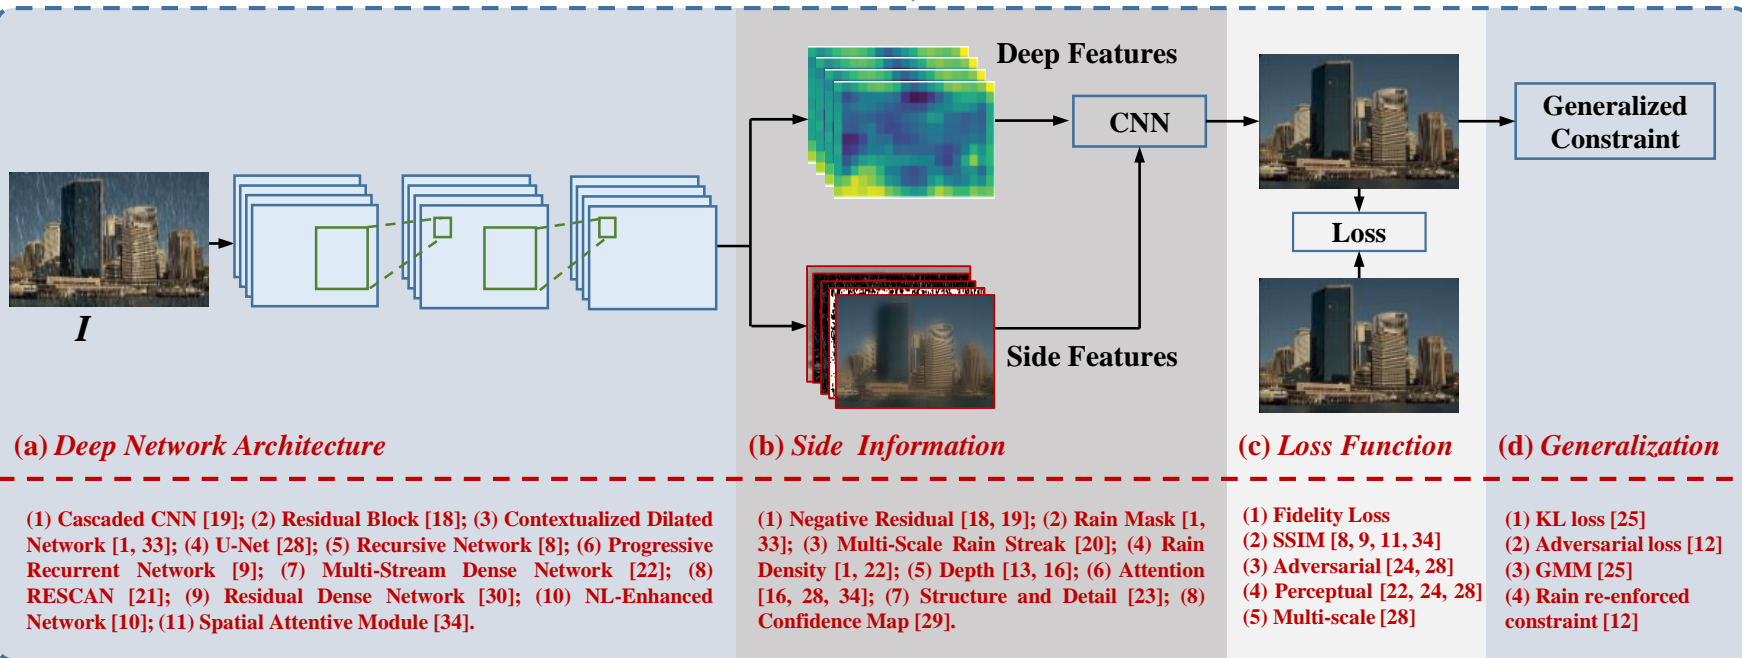 Deep Features
CNN
Generalized
Constraint
Loss
I
Side Features
(a) Deep Network Architecture
(b) Side Information
(c) Loss Function
(d) Generalization
(1) Cascaded CNN [19]; (2) Residual Block [18]; (3) Contextualized Dilated
Network [1, 33]; (4) U-Net [28]; (5) Recursive Network [8]; (6) Progressive
Recurrent Network [9]; (7) Multi-Stream Dense Network [22]; (8)
RESCAN [21]; (9) Residual Dense Network [30]; (10) NL-Enhanced
Network [10]; (11) Spatial Attentive Module [34].
(1) Negative Residual [18, 19]; (2) Rain Mask [1,
33]; (3) Multi-Scale Rain Streak [20]; (4) Rain
Density [1, 22]; (5) Depth [13, 16]; (6) Attention
[16, 28, 34]; (7) Structure and Detail [23]; (8)
Confidence Map [29].
(1) Fidelity Loss
(2) SSIM [8, 9, 11, 34]
(3) Adversarial [24, 28]
(4) Perceptual [22, 24, 28]
(5) Multi-scale [28]
(1) KL loss [25]
(2) Adversarial loss [12]
(3) GMM [25]
(4) Rain re-enforced
constraint [12]